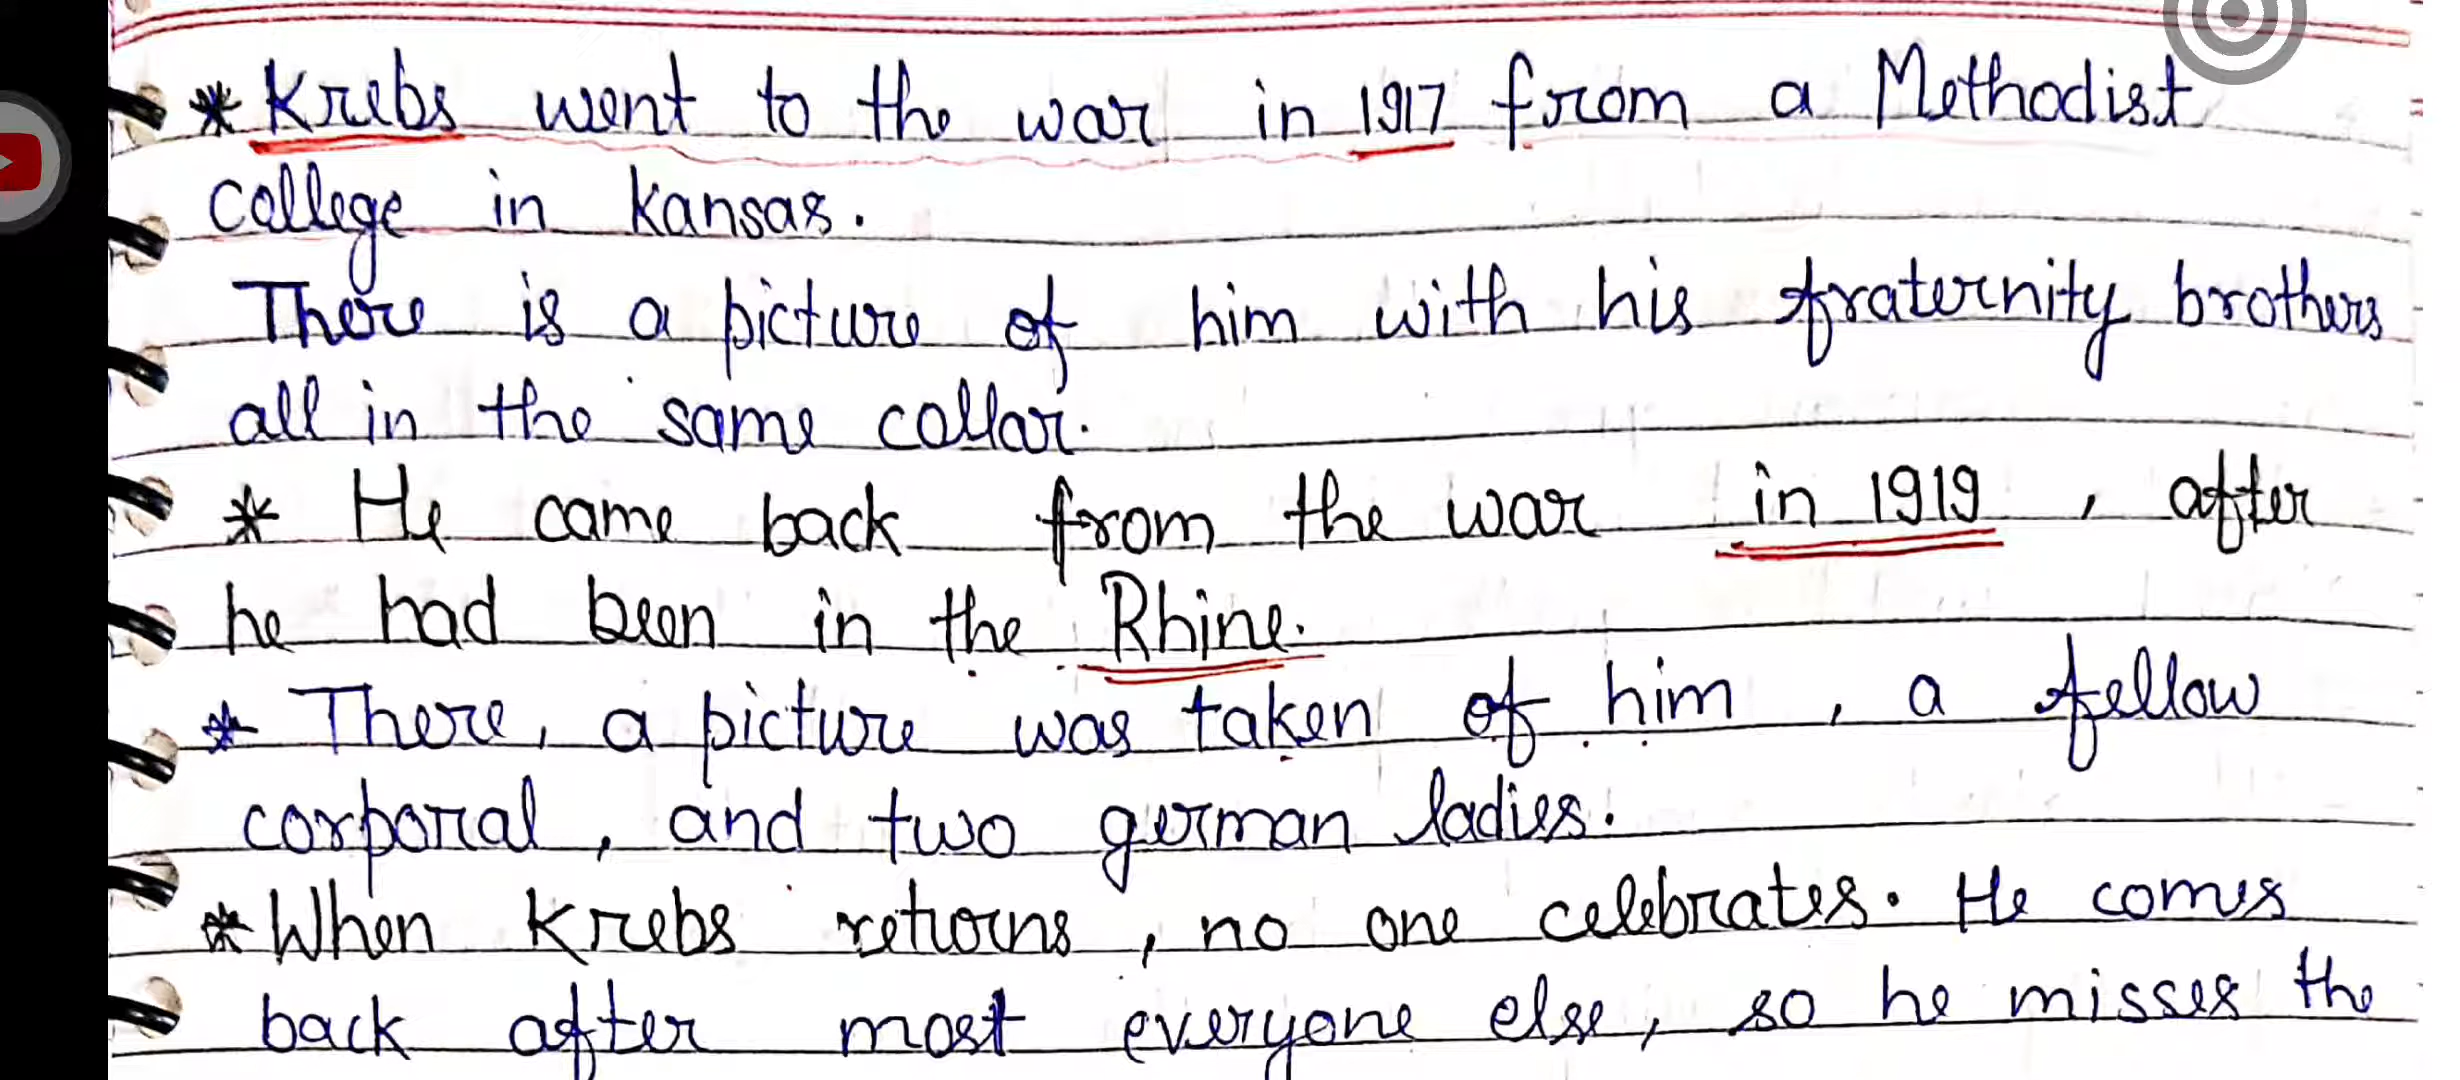 * Krebs went to the war in 1917 from a Methodist
college in Kansas.
There is a picture of him with his fraternity brothers
all in the same collar.
* He came back from the war in 1919, after
he had been in the Rhine.
* There, a picture was taken of him, a fellow
corporal, and two german ladies.
* When Krebs returns, no one celebrates. He comes
back after most everyone else, so he misses the